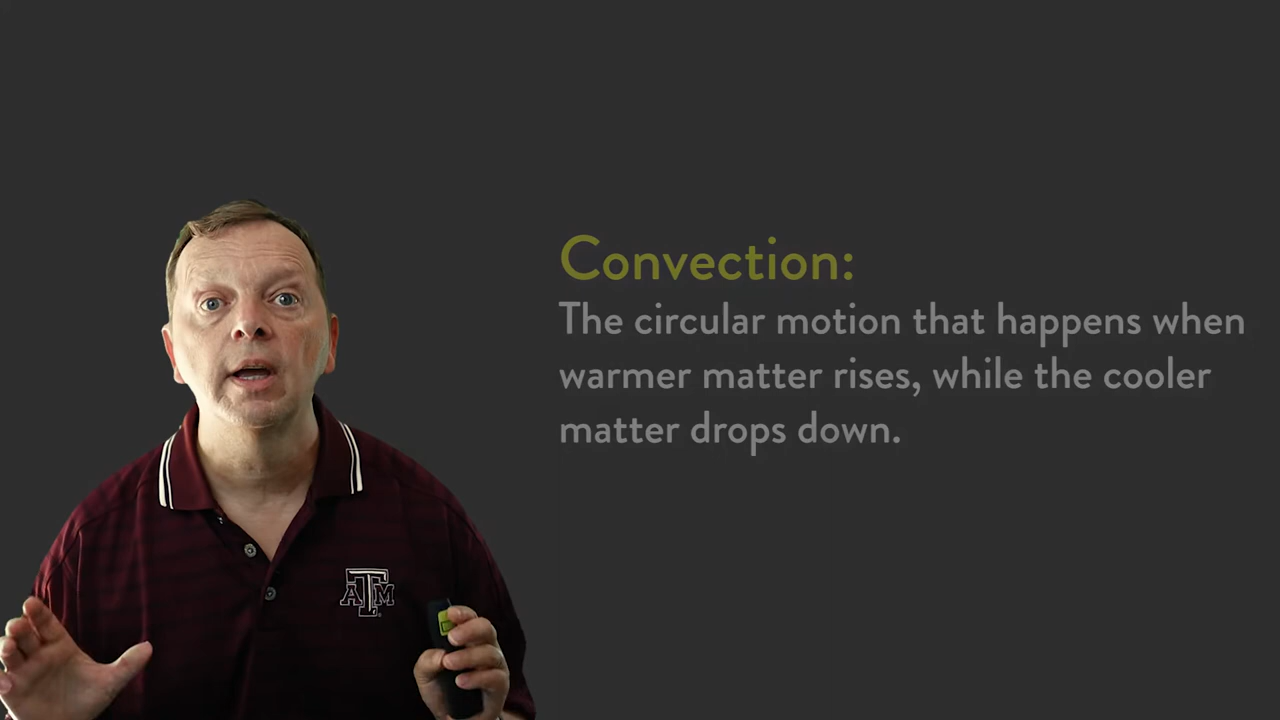 Convection:
The circular motion that happens when
warmer matter rises, while the cooler
matter drops down.
ATM